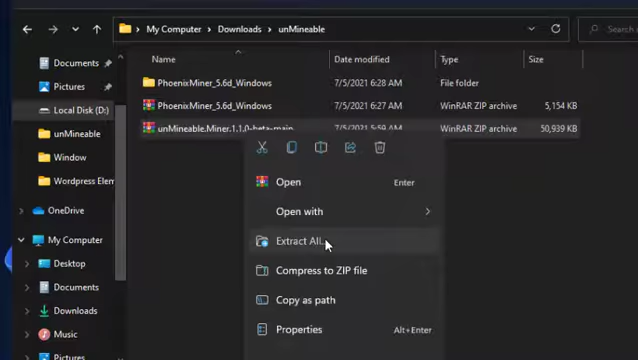 My Computer > Downloads > unMineable
Search
Documents
Name Date modified Type Size
Pictures
PhoenixMiner_5.6d_Windows 7/5/2021 6:28 AM File folder
Local Disk (D:)
PhoenixMiner_5.6d_Windows 7/5/2021 6:27 AM WinRAR ZIP archive 5,154 KB
unMineable
unMineable.Miner.1.1.0-beta-main 7/5/2021 5:59 AM WinRAR ZIP archive 50,939 KB
Window
Wordpress Elem
OneDrive
My Computer
Desktop
Documents
Downloads
Music
Pictures
Open Enter
Open with
Extract All...
Compress to ZIP file
Copy as path
Properties Alt+Enter